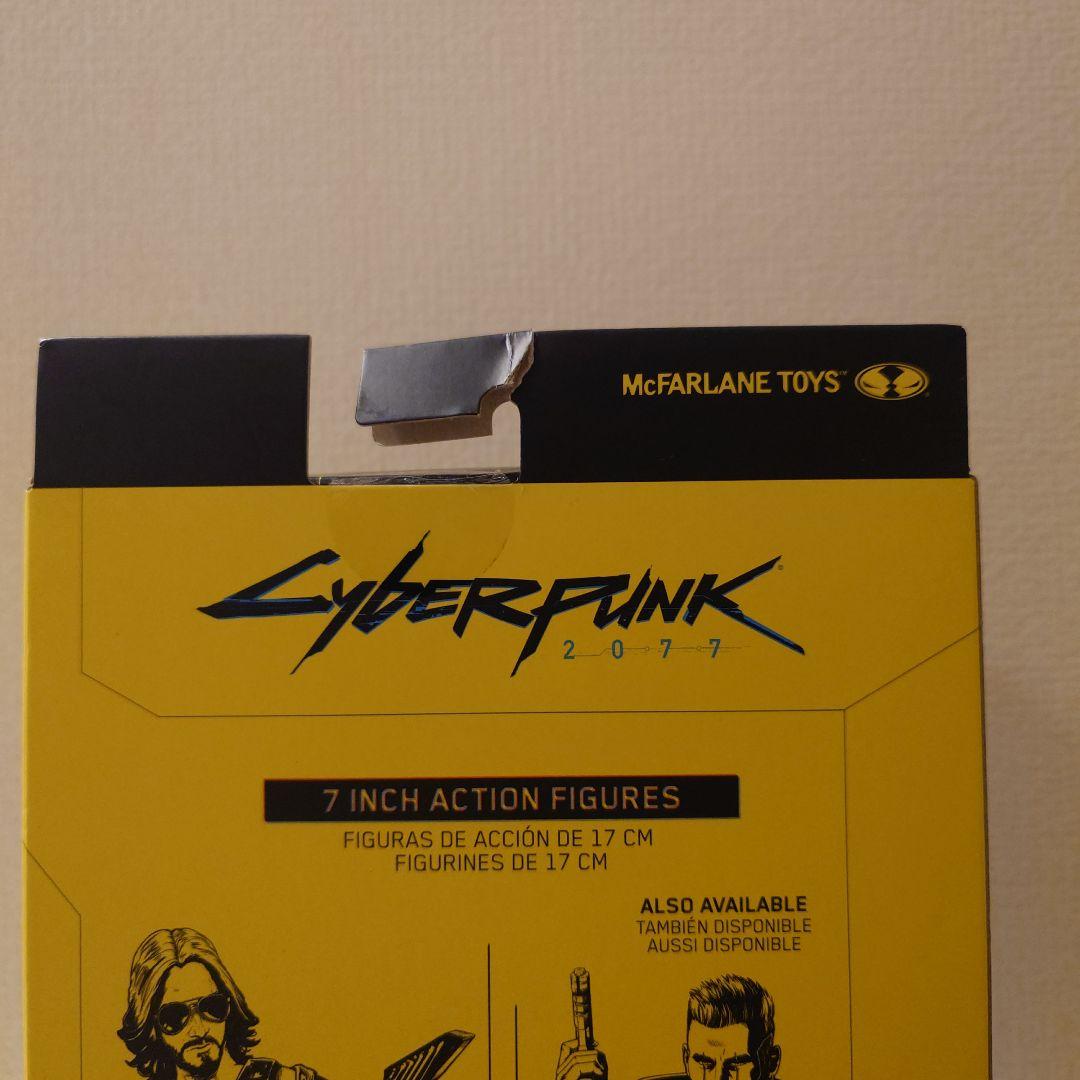 McFARLANE TOYS™
CYBERPUNK®
2077
7 INCH ACTION FIGURES
FIGURAS DE ACCIÓN DE 17 CM
FIGURINES DE 17 CM
ALSO AVAILABLE
TAMBIÉN DISPONIBLE
AUSSI DISPONIBLE